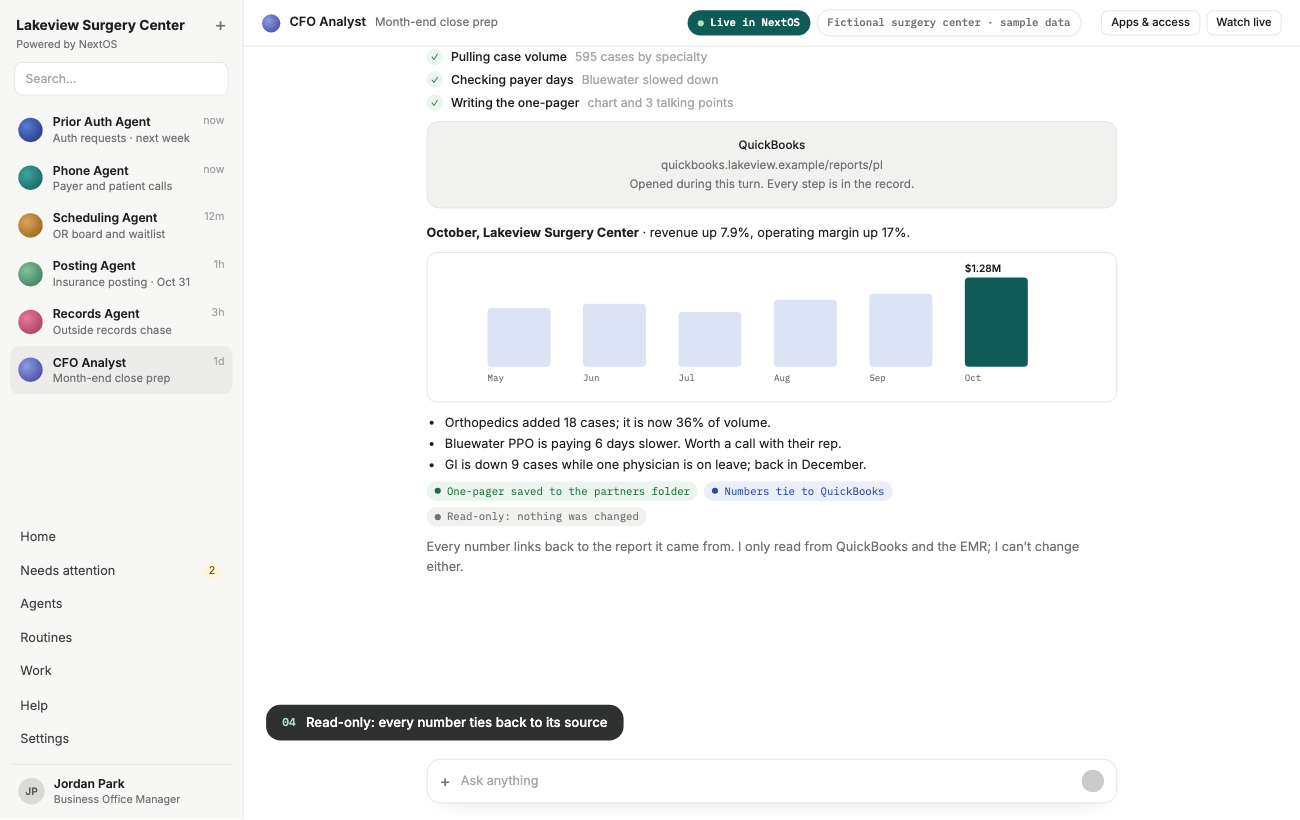 Lakeview Surgery Center
+
Powered by NextOS
Search...
Prior Auth Agent
now
Auth requests · next week
Phone Agent
now
Payer and patient calls
Scheduling Agent
12m
OR board and waitlist
Posting Agent
1h
Insurance posting · Oct 31
Records Agent
3h
Outside records chase
CFO Analyst
1d
Month-end close prep
Home
Needs attention
2
Agents
Routines
Work
Help
Settings
JP
Jordan Park
Business Office Manager
CFO Analyst Month-end close prep
Live in NextOS
Fictional surgery center · sample data
Apps & access
Watch live
Pulling case volume 595 cases by specialty
Checking payer days Bluewater slowed down
Writing the one-pager chart and 3 talking points
QuickBooks
quickbooks.lakeview.example/reports/pl
Opened during this turn. Every step is in the record.
October, Lakeview Surgery Center · revenue up 7.9%, operating margin up 17%.
$1.28M
May Jun Jul Aug Sep Oct
• Orthopedics added 18 cases; it is now 36% of volume.
• Bluewater PPO is paying 6 days slower. Worth a call with their rep.
• GI is down 9 cases while one physician is on leave; back in December.
One-pager saved to the partners folder
Numbers tie to QuickBooks
Read-only: nothing was changed
Every number links back to the report it came from. I only read from QuickBooks and the EMR; I can’t change
either.
04 Read-only: every number ties back to its source
+ Ask anything